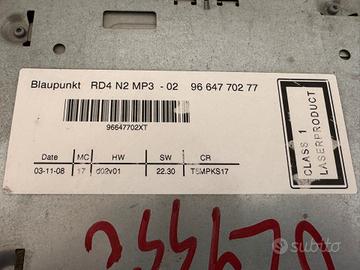 Blaupunkt RD4 N2 MP3 - 02 96 647 702 77
96647702XT
Date MC HW SW CR
03-11-08 17 602v01 22.30 TSMPKS17
CLASS 1
LASERPRODUCT
subito